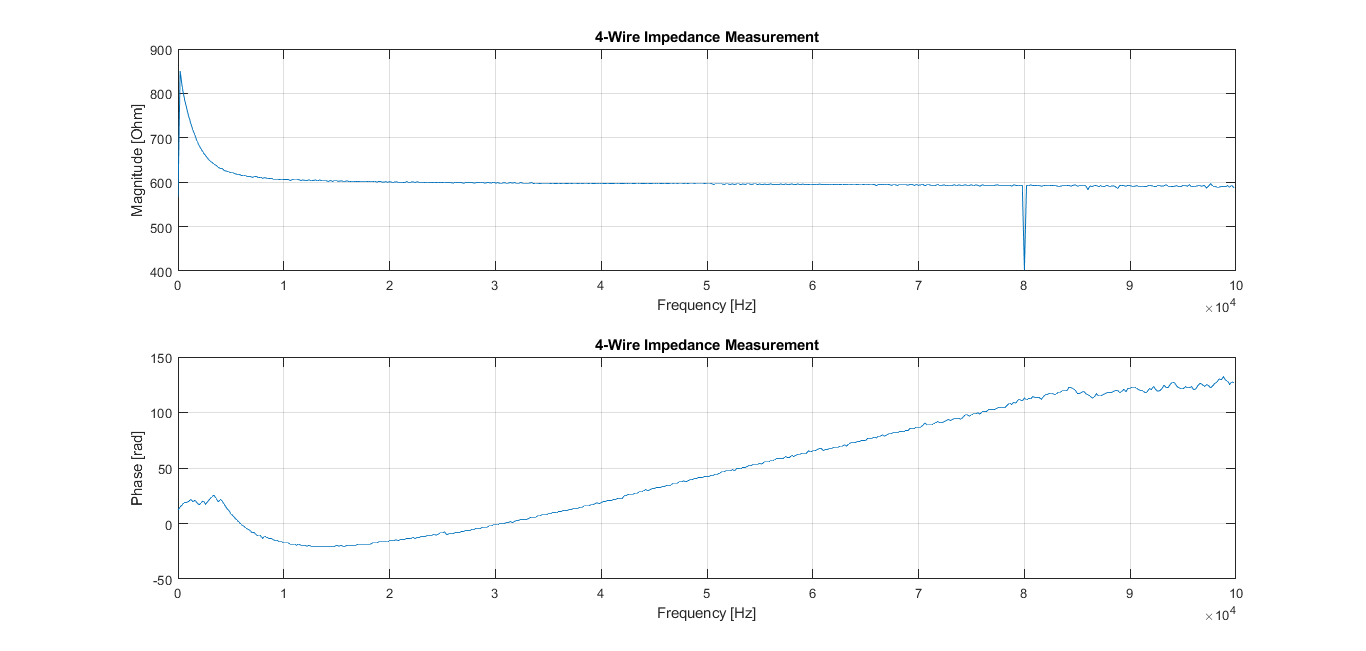 4-Wire Impedance Measurement
900
800
700
600
500
400
Magnitude [Ohm]
0 1 2 3 4 5 6 7 8 9 10
Frequency [Hz]
×10^4
4-Wire Impedance Measurement
150
100
50
0
-50
Phase [rad]
0 1 2 3 4 5 6 7 8 9 10
Frequency [Hz]
×10^4